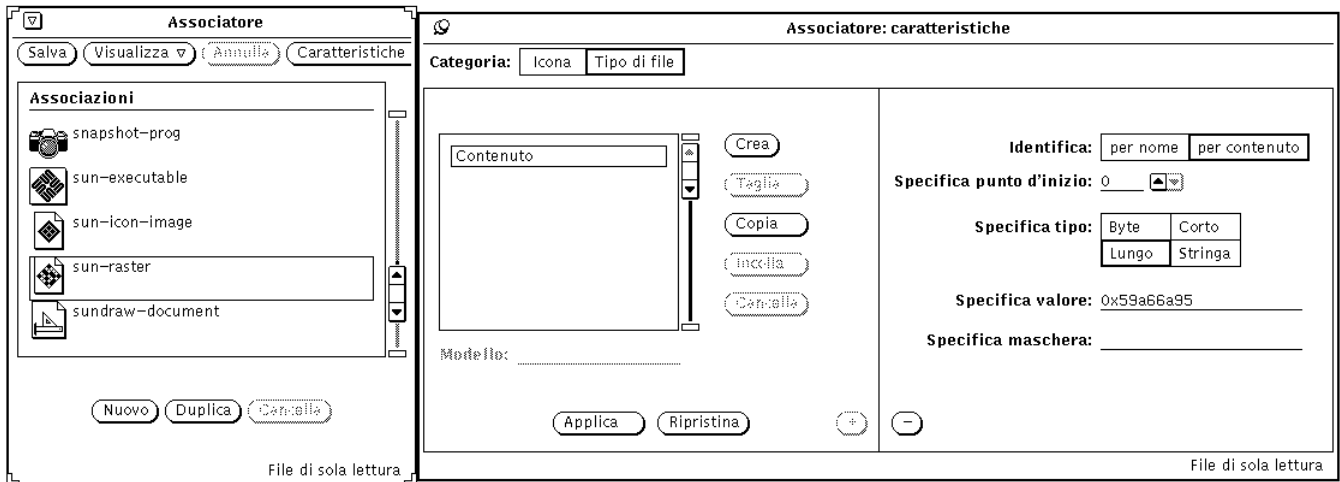 Associatore
Salva Visualizza Annulla Caratteristiche
Associazioni
snapshot-prog
sun-executable
sun-icon-image
sun-raster
sundraw-document
Nuovo Duplica Cancella
File di sola lettura
Associatore: caratteristiche
Categoria: Icona Tipo di file
Contenuto
Crea
Taglia
Copia
Incolla
Cancella
Modello:
Applica Ripristina +
Identifica: per nome per contenuto
Specifica punto d'inizio: 0
Specifica tipo: Byte Corto
Lungo Stringa
Specifica valore: 0x59a66a95
Specifica maschera:
−
File di sola lettura